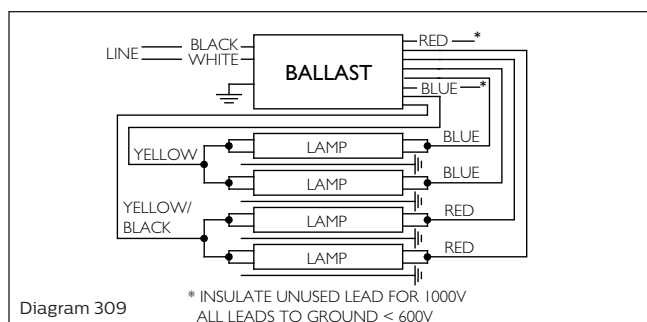 RED *
BLACK
LINE
WHITE
BALLAST
BLUE *
LAMP
BLUE
YELLOW
LAMP
BLUE
YELLOW/
BLACK
LAMP
RED
LAMP
RED
* INSULATE UNUSED LEAD FOR 1000V
ALL LEADS TO GROUND < 600V
Diagram 309